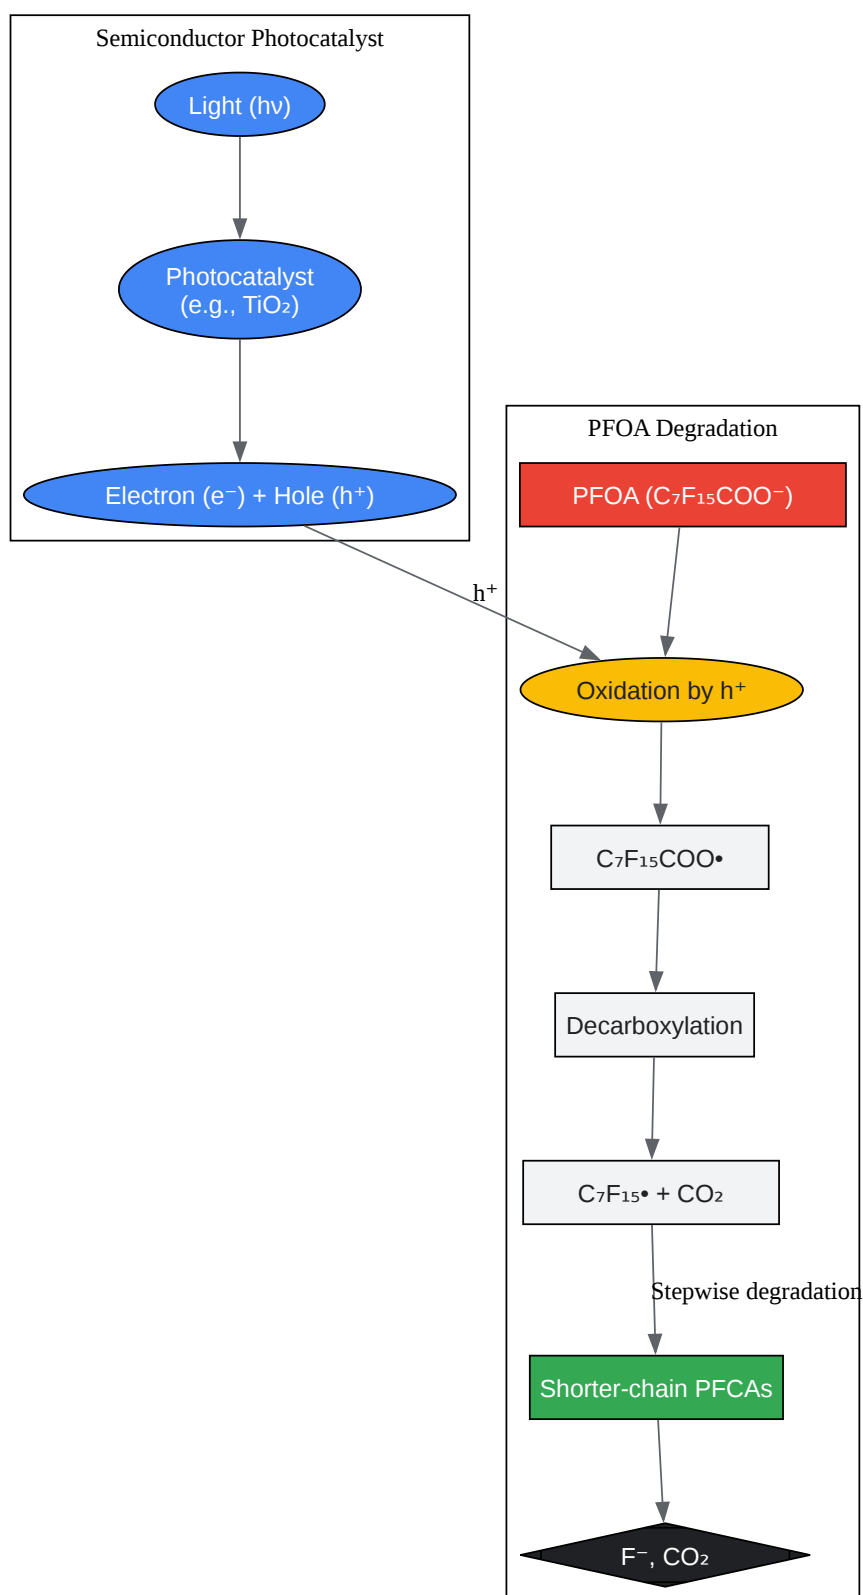 Semiconductor Photocatalyst
Light (hν)
Photocatalyst
(e.g., TiO₂)
Electron (e⁻) + Hole (h⁺)
PFOA Degradation
PFOA (C₇F₁₅COO⁻)
h⁺
Oxidation by h⁺
C₇F₁₅COO•
Decarboxylation
C₇F₁₅• + CO₂
Stepwise degradation
Shorter-chain PFCAs
F⁻, CO₂